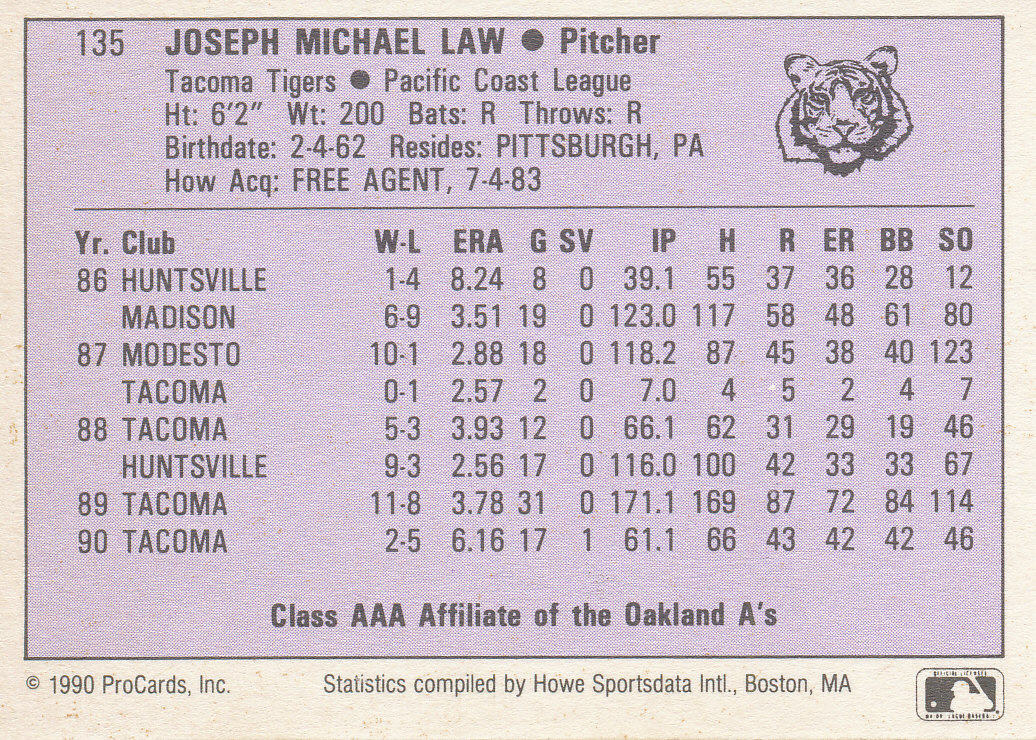 135 JOSEPH MICHAEL LAW ● Pitcher
Tacoma Tigers ● Pacific Coast League
Ht: 6'2" Wt: 200 Bats: R Throws: R
Birthdate: 2-4-62 Resides: PITTSBURGH, PA
How Acq: FREE AGENT, 7-4-83
Yr. Club W-L ERA G SV IP H R ER BB SO
86 HUNTSVILLE 1-4 8.24 8 0 39.1 55 37 36 28 12
MADISON 6-9 3.51 19 0 123.0 117 58 48 61 80
87 MODESTO 10-1 2.88 18 0 118.2 87 45 38 40 123
TACOMA 0-1 2.57 2 0 7.0 4 5 2 4 7
88 TACOMA 5-3 3.93 12 0 66.1 62 31 29 19 46
HUNTSVILLE 9-3 2.56 17 0 116.0 100 42 33 33 67
89 TACOMA 11-8 3.78 31 0 171.1 169 87 72 84 114
90 TACOMA 2-5 6.16 17 1 61.1 66 43 42 42 46
Class AAA Affiliate of the Oakland A's
© 1990 ProCards, Inc. Statistics compiled by Howe Sportsdata Intl., Boston, MA
OFFICIAL LICENSEE
MAJOR LEAGUE BASEBALL